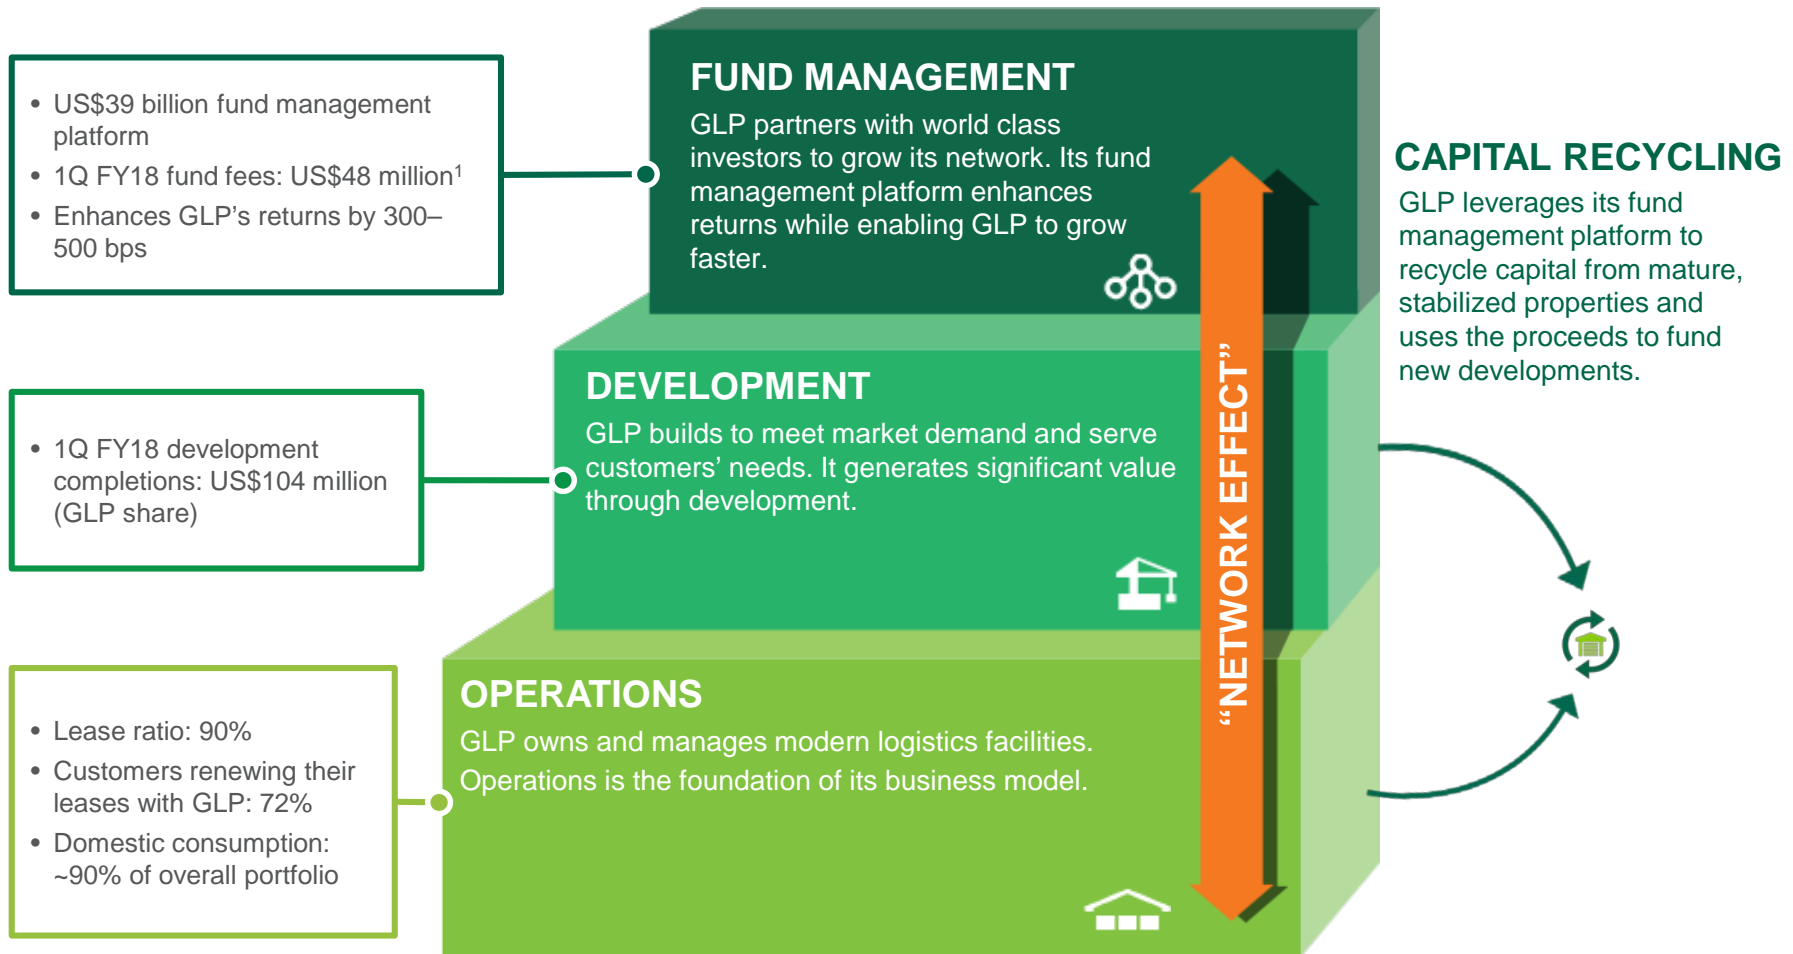 • US$39 billion fund management
platform
• 1Q FY18 fund fees: US$48 million¹
• Enhances GLP’s returns by 300–
500 bps
FUND MANAGEMENT
GLP partners with world class
investors to grow its network. Its fund
management platform enhances
returns while enabling GLP to grow
faster.
CAPITAL RECYCLING
GLP leverages its fund
management platform to
recycle capital from mature,
stabilized properties and
uses the proceeds to fund
new developments.
• 1Q FY18 development
completions: US$104 million
(GLP share)
DEVELOPMENT
GLP builds to meet market demand and serve
customers’ needs. It generates significant value
through development.
“NETWORK EFFECT”
• Lease ratio: 90%
• Customers renewing their
leases with GLP: 72%
• Domestic consumption:
~90% of overall portfolio
OPERATIONS
GLP owns and manages modern logistics facilities.
Operations is the foundation of its business model.